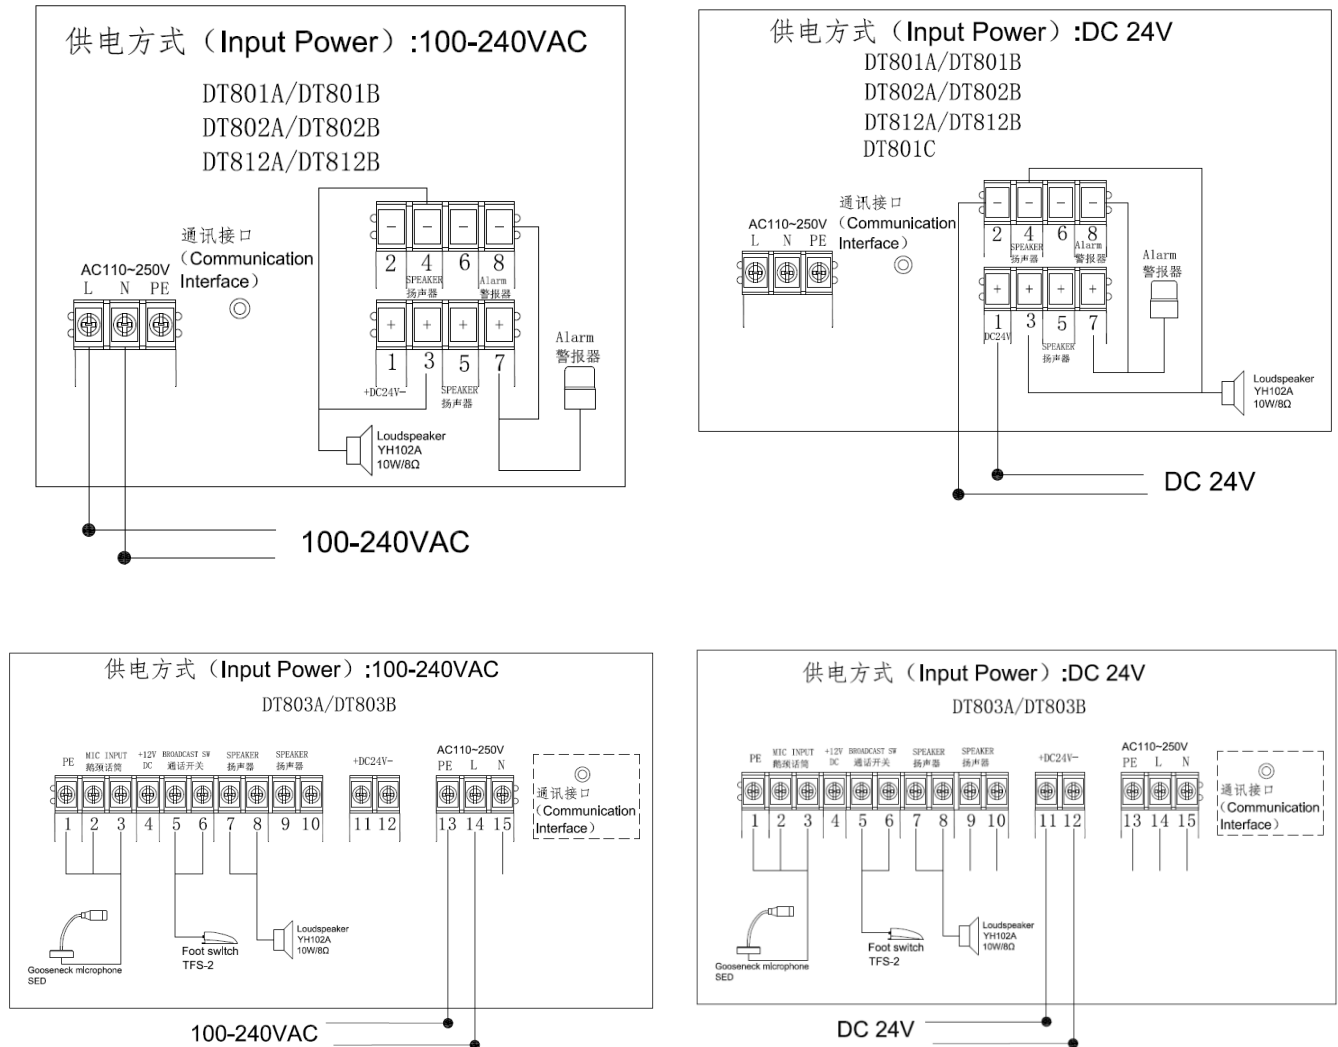 供电方式（Input Power）:100-240VAC
DT801A/DT801B
DT802A/DT802B
DT812A/DT812B
通讯接口
（Communication
Interface）
AC110~250V
L N PE
2 4 6 8
SPEAKER
扬声器
Alarm
警报器
1 3 5 7
+DC24V-
SPEAKER
扬声器
Alarm
警报器
Loudspeaker
YH102A
10W/8Ω
100-240VAC
供电方式（Input Power）:DC 24V
DT801A/DT801B
DT802A/DT802B
DT812A/DT812B
DT801C
通讯接口
（Communication
Interface）
AC110~250V
L N PE
2 4 6 8
SPEAKER
扬声器
Alarm
警报器
1 3 5 7
DC24V
SPEAKER
扬声器
Alarm
警报器
Loudspeaker
YH102A
10W/8Ω
DC 24V
供电方式（Input Power）:100-240VAC
DT803A/DT803B
PE
MIC INPUT
鹅颈话筒
+12V
DC
BROADCAST SW
通话开关
SPEAKER
扬声器
SPEAKER
扬声器
+DC24V-
AC110~250V
PE L N
1 2 3 4 5 6 7 8 9 10 11 12 13 14 15
通讯接口
（Communication
Interface）
Gooseneck microphone
SED
Foot switch
TFS-2
Loudspeaker
YH102A
10W/8Ω
100-240VAC
供电方式（Input Power）:DC 24V
DT803A/DT803B
PE
MIC INPUT
鹅颈话筒
+12V
DC
BROADCAST SW
通话开关
SPEAKER
扬声器
SPEAKER
扬声器
+DC24V-
AC110~250V
PE L N
1 2 3 4 5 6 7 8 9 10 11 12 13 14 15
通讯接口
（Communication
Interface）
Gooseneck microphone
SED
Foot switch
TFS-2
Loudspeaker
YH102A
10W/8Ω
DC 24V